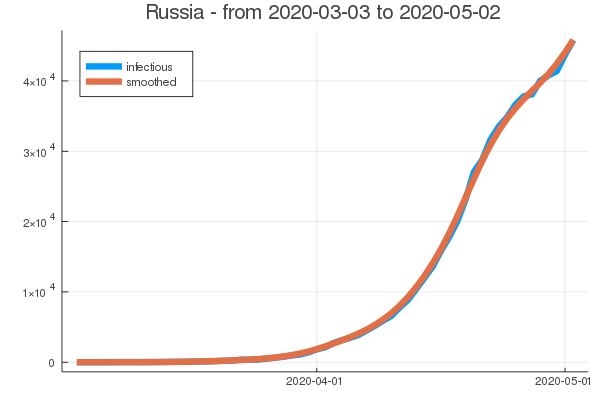 Russia - from 2020-03-03 to 2020-05-02
infectious
smoothed
4×10⁴
3×10⁴
2×10⁴
1×10⁴
0
2020-04-01
2020-05-01